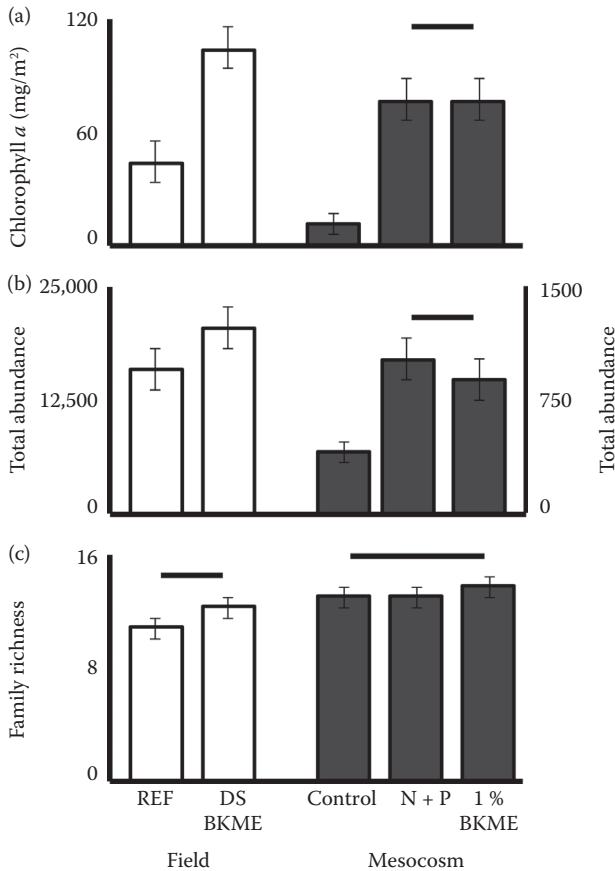 (a)
120
60
0
Chlorophyll a (mg/m²)
(b)
25,000
12,500
0
Total abundance
1500
750
0
Total abundance
(c)
16
8
0
Family richness
REF
DS
BKME
Control
N + P
1 %
BKME
Field
Mesocosm